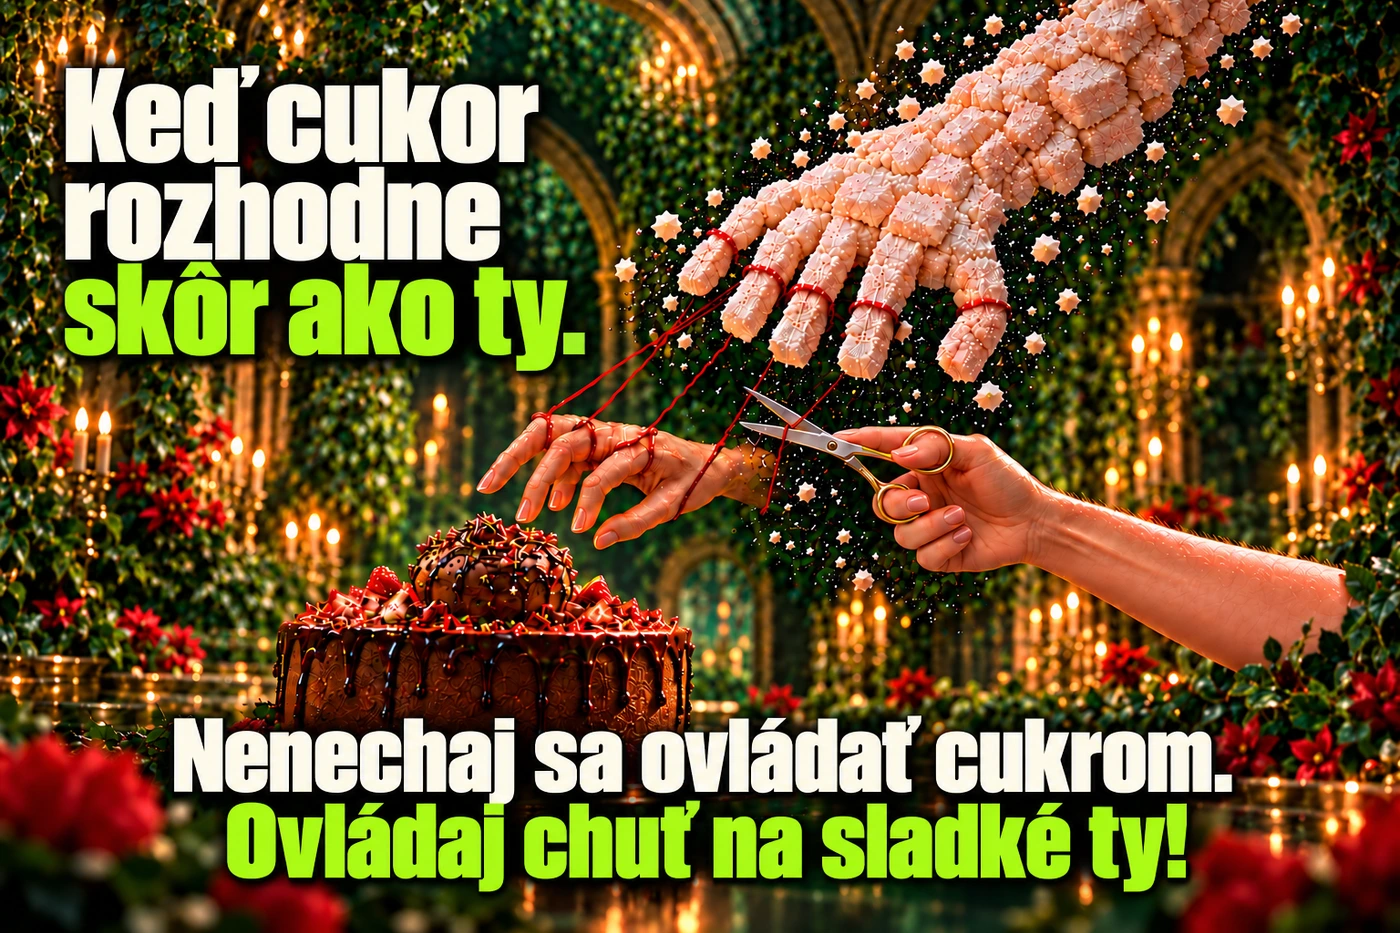 Keď cukor
rozhodne
skôr ako ty.
Nenechaj sa ovládať cukrom.
Ovládaj chuť na sladké ty!